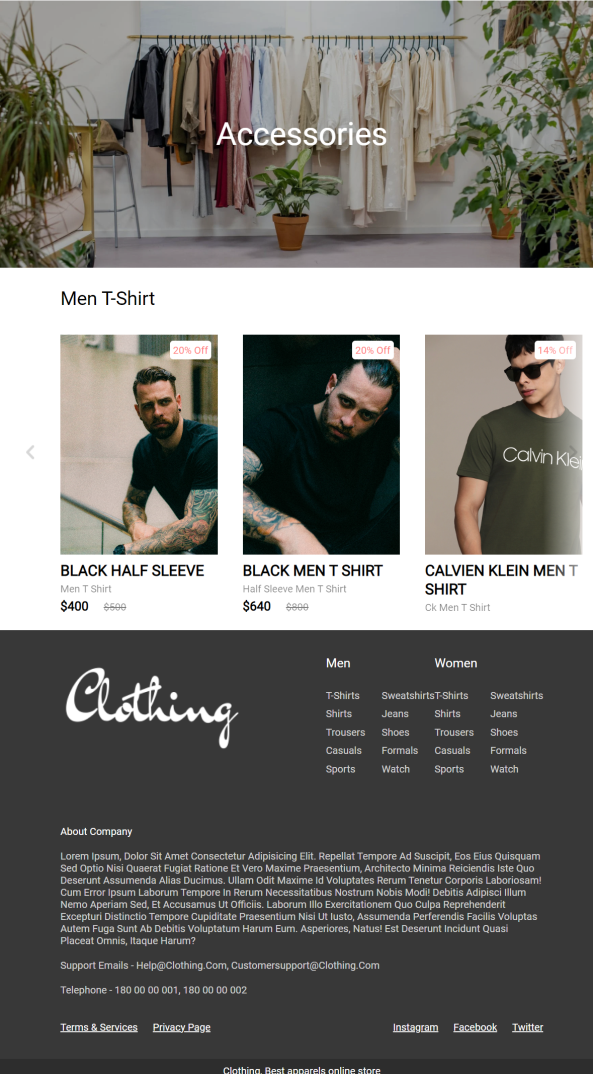 Accessories
Men T-Shirt
20% Off
20% Off
14% Off
Calvin Klei
BLACK HALF SLEEVE
Men T Shirt
$400 $500
BLACK MEN T SHIRT
Half Sleeve Men T Shirt
$640 $800
CALVIEN KLEIN MEN T
SHIRT
Ck Men T Shirt
Clothing
Men
T-Shirts Sweatshirts
Shirts Jeans
Trousers Shoes
Casuals Formals
Sports Watch
Women
T-Shirts Sweatshirts
Shirts Jeans
Trousers Shoes
Casuals Formals
Sports Watch
About Company
Lorem Ipsum, Dolor Sit Amet Consectetur Adipisicing Elit. Repellat Tempore Ad Suscipit, Eos Eius Quisquam
Sed Optio Nisi Quaerat Fugiat Ratione Et Vero Maxime Praesentium, Architecto Minima Reiciendis Iste Quo
Deserunt Assumenda Alias Ducimus. Ullam Odit Maxime Id Voluptates Rerum Tenetur Corporis Laboriosam!
Cum Error Ipsum Laborum Tempore In Rerum Necessitatibus Nostrum Nobis Modi! Debitis Adipisci Illum
Nemo Aperiam Sed, Et Accusamus Ut Officiis. Laborum Illo Exercitationem Quo Culpa Reprehenderit
Excepturi Distinctio Tempore Cupiditate Praesentium Nisi Ut Iusto, Assumenda Perferendis Facilis Voluptas
Autem Fuga Sunt Ab Debitis Voluptatum Harum Eum. Asperiores, Natus! Est Deserunt Incidunt Quasi
Placeat Omnis, Itaque Harum?
Support Emails - Help@Clothing.Com, Customersupport@Clothing.Com
Telephone - 180 00 00 001, 180 00 00 002
Terms & Services Privacy Page
Instagram Facebook Twitter
Clothing, Best apparels online store